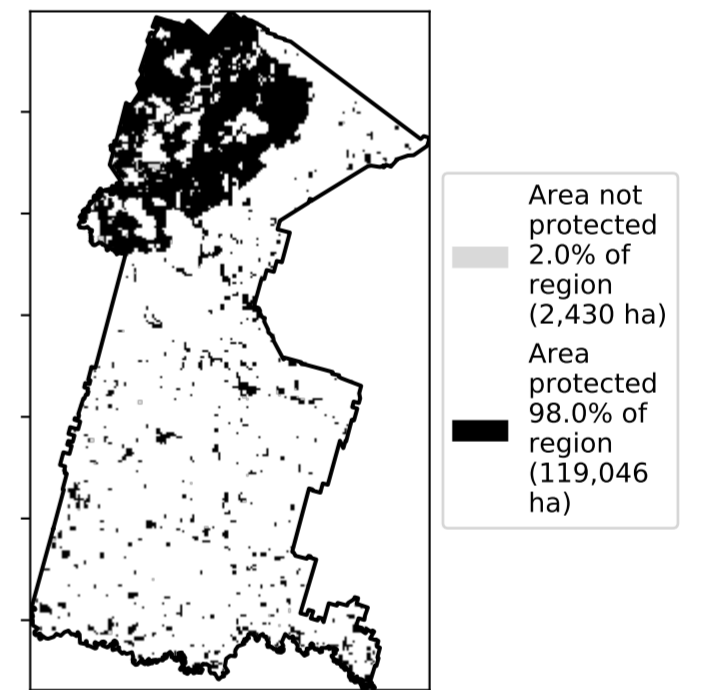 Area not
protected
2.0% of
region
(2,430 ha)
Area
protected
98.0% of
region
(119,046
ha)